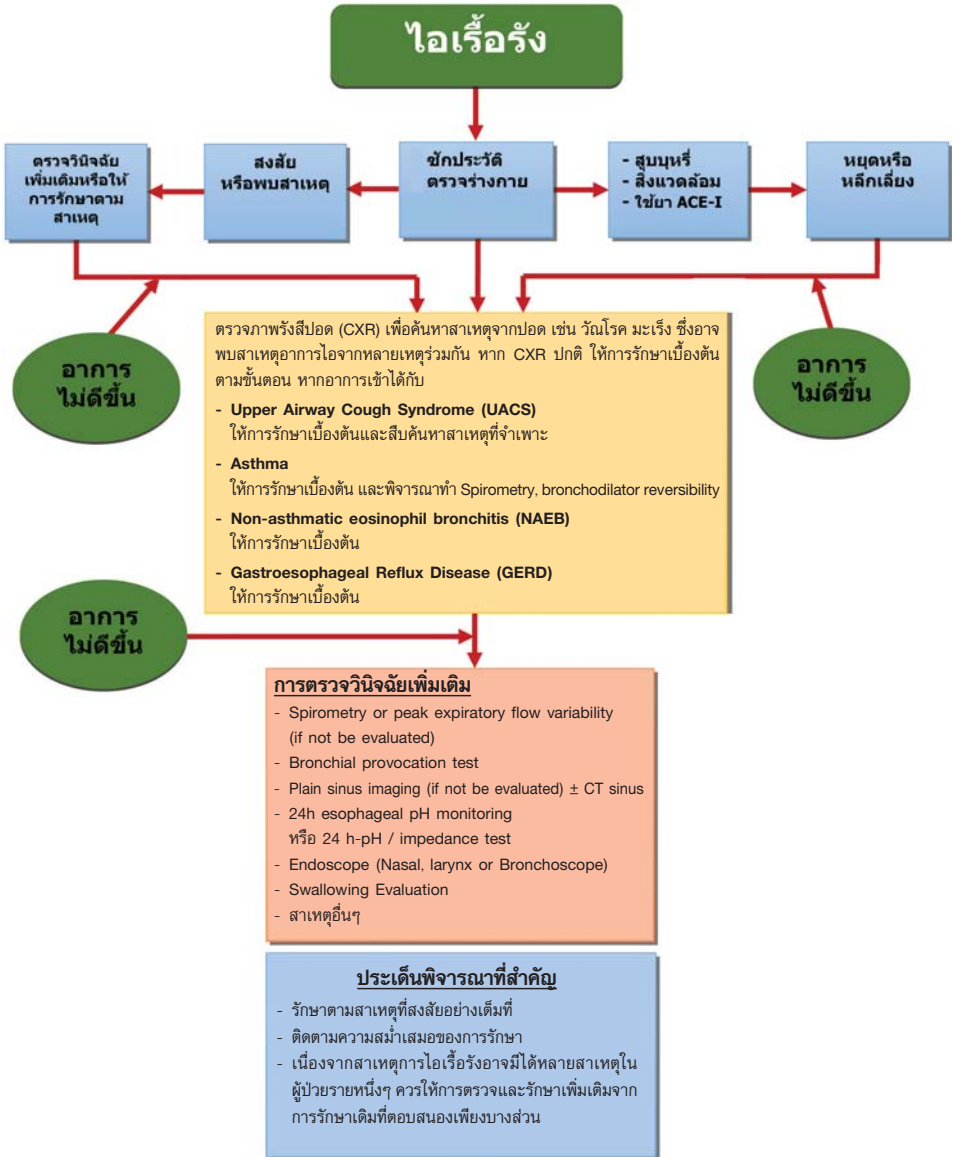 ไอเรื้อรัง
ตรวจวินิจฉัย
เพิ่มเติมหรือให้
การรักษาตาม
สาเหตุ
สงสัย
หรือพบสาเหตุ
ซักประวัติ
ตรวจร่างกาย
- สูบบุหรี่
- สิ่งแวดล้อม
- ใช้ยา ACE-I
หยุดหรือ
หลีกเลี่ยง
อาการ
ไม่ดีขึ้น
ตรวจภาพรังสีปอด (CXR) เพื่อค้นหาสาเหตุจากปอด เช่น วัณโรค มะเร็ง ซึ่งอาจ
พบสาเหตุอาการไอจากหลายเหตุร่วมกัน หาก CXR ปกติ ให้การรักษาเบื้องต้น
ตามขั้นตอน หากอาการเข้าได้กับ
- Upper Airway Cough Syndrome (UACS)
ให้การรักษาเบื้องต้นและสืบค้นหาสาเหตุที่จำเพาะ
- Asthma
ให้การรักษาเบื้องต้น และพิจารณาทำ Spirometry, bronchodilator reversibility
- Non-asthmatic eosinophil bronchitis (NAEB)
ให้การรักษาเบื้องต้น
- Gastroesophageal Reflux Disease (GERD)
ให้การรักษาเบื้องต้น
อาการ
ไม่ดีขึ้น
อาการ
ไม่ดีขึ้น
การตรวจวินิจฉัยเพิ่มเติม
- Spirometry or peak expiratory flow variability
(if not be evaluated)
- Bronchial provocation test
- Plain sinus imaging (if not be evaluated) ± CT sinus
- 24h esophageal pH monitoring
หรือ 24 h-pH / impedance test
- Endoscope (Nasal, larynx or Bronchoscope)
- Swallowing Evaluation
- สาเหตุอื่นๆ
ประเด็นพิจารณาที่สำคัญ
- รักษาตามสาเหตุที่สงสัยอย่างเต็มที่
- ติดตามความสม่ำเสมอของการรักษา
- เนื่องจากสาเหตุการไอเรื้อรังอาจมีได้หลายสาเหตุใน
ผู้ป่วยรายหนึ่งๆ ควรให้การตรวจและรักษาเพิ่มเติมจาก
การรักษาเดิมที่ตอบสนองเพียงบางส่วน